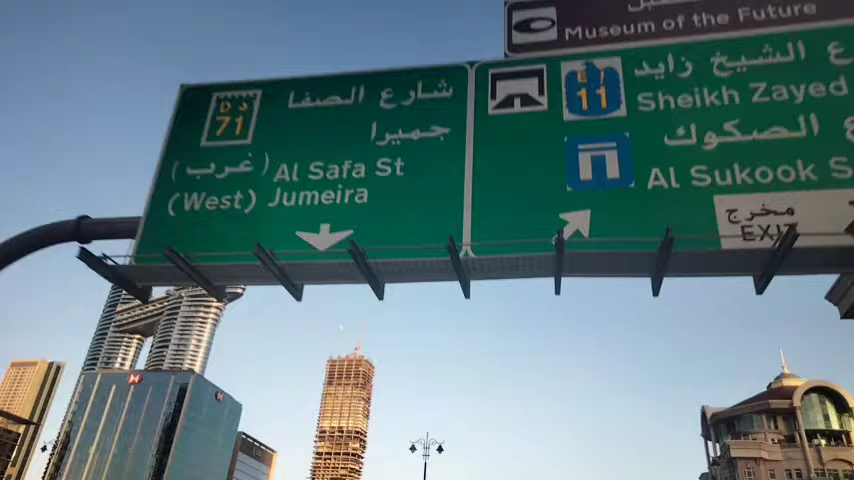 Museum of the Future
شارع الصفا
د D
71
جميرا
(غرب)
Al Safa St
(West) Jumeira
ع الشيخ زايد
11
Sheikh Zayed
ع الصكوك
Al Sukook S
مخرج
EXIT